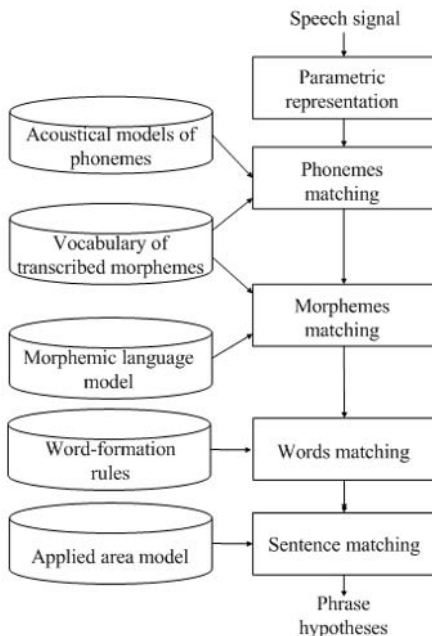 Speech signal
Parametric
representation
Acoustical models of
phonemes
Phonemes
matching
Vocabulary of
transcribed morphemes
Morphemes
matching
Morphemic language
model
Word-formation
rules
Words matching
Applied area model
Sentence matching
Phrase
hypotheses